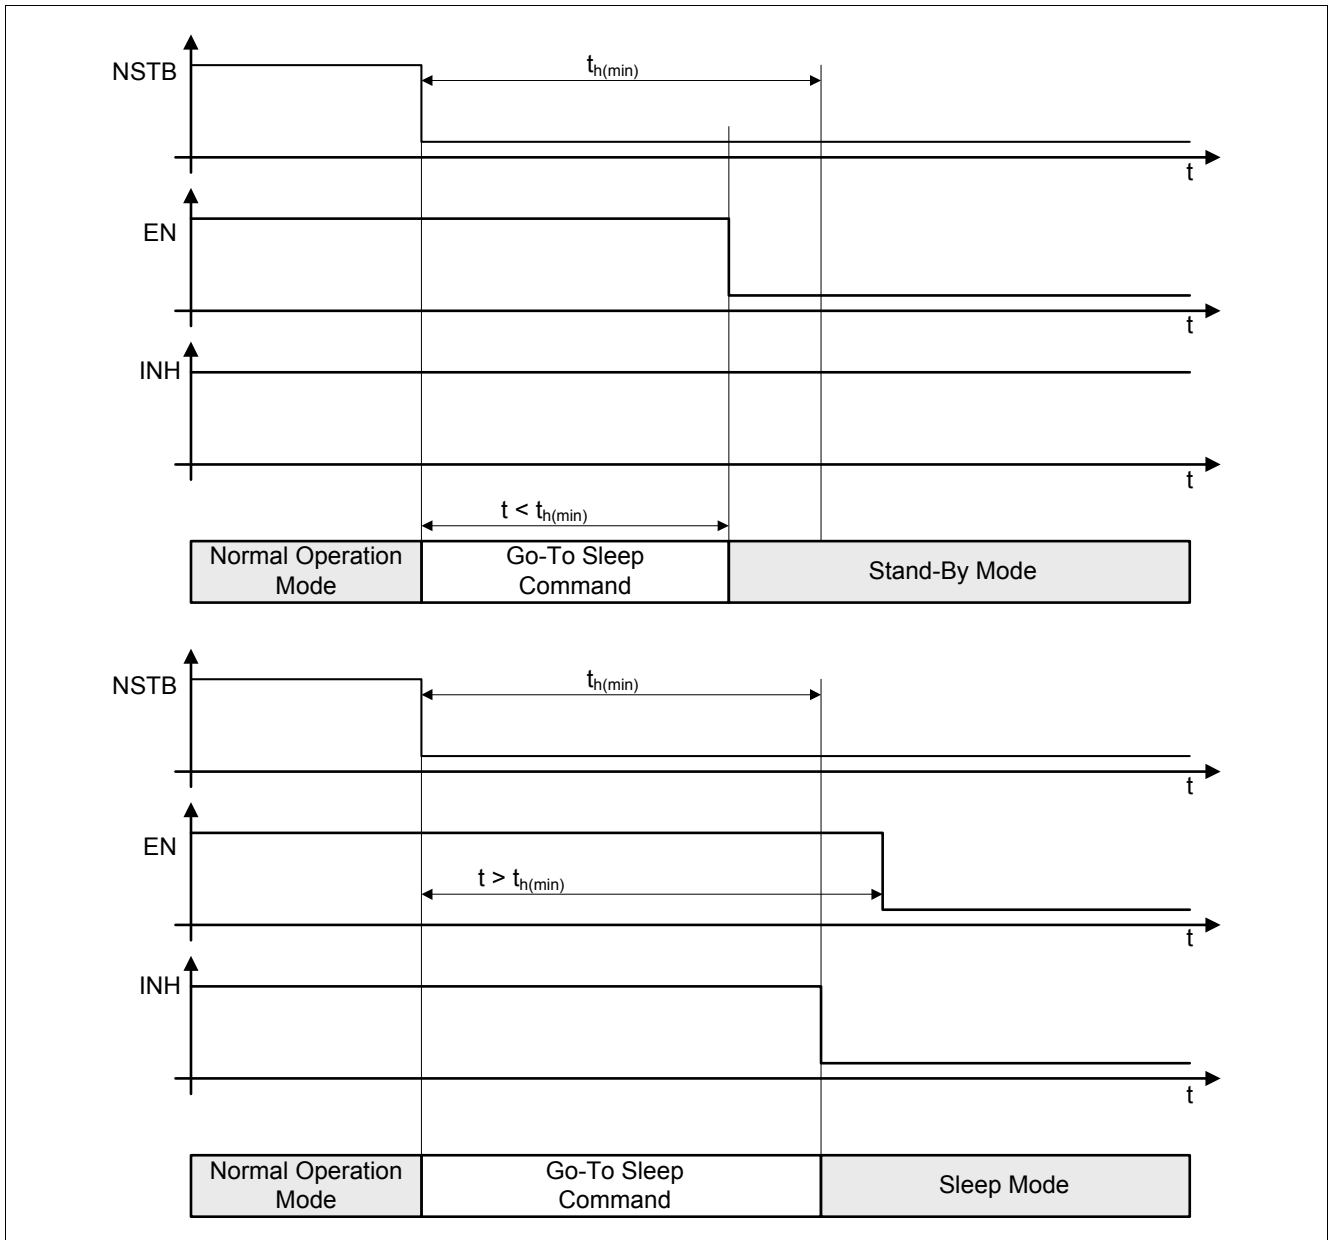 NSTB
th(min)
t
EN
t
INH
t
t < th(min)
Normal Operation
Mode
Go-To Sleep
Command
Stand-By Mode
NSTB
th(min)
t
EN
t > th(min)
t
INH
t
Normal Operation
Mode
Go-To Sleep
Command
Sleep Mode